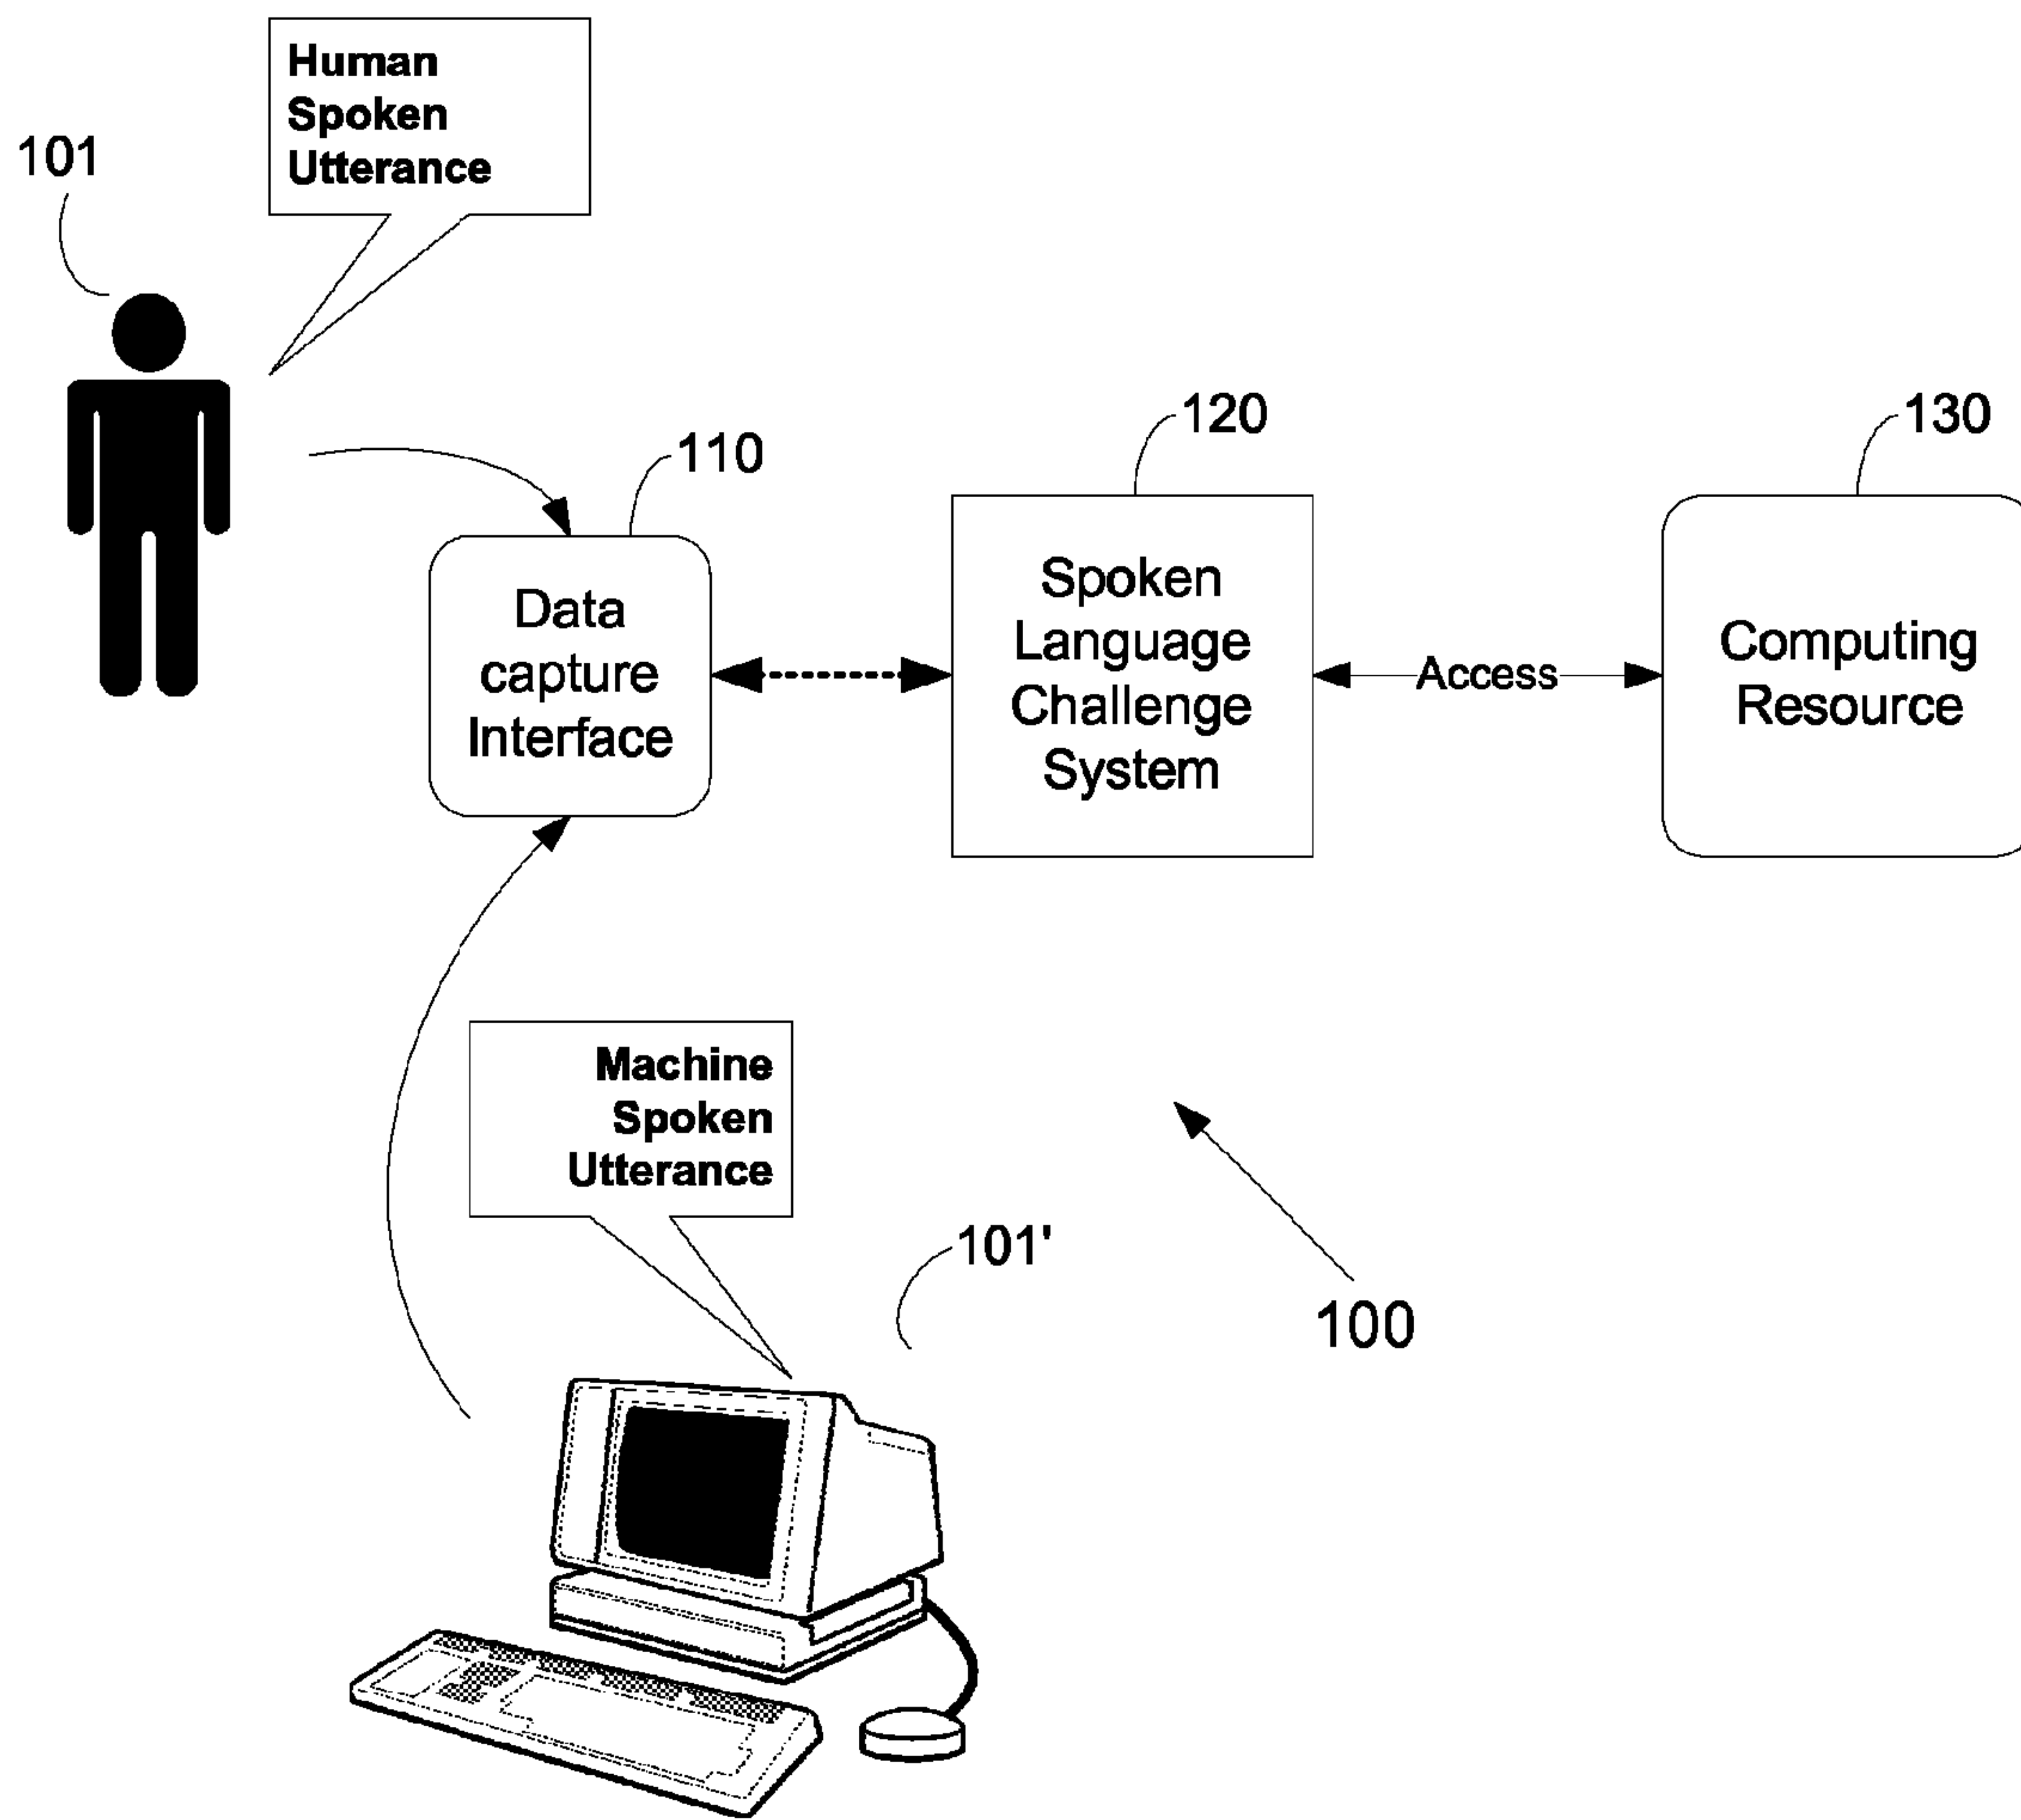 Human
Spoken
Utterance
101
110
120
130
Data
capture
Interface
Spoken
Language
Challenge
System
Access
Computing
Resource
Machine
Spoken
Utterance
101'
100